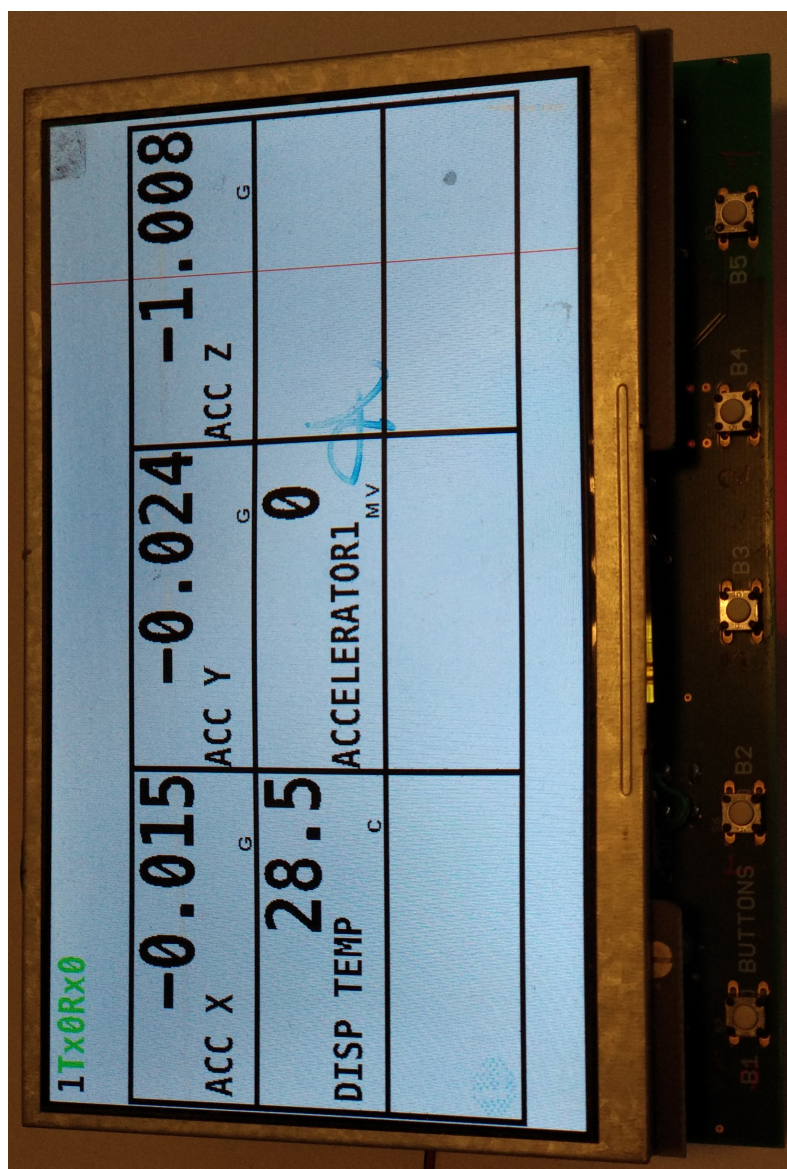 1Tx0Rx0
-0.015 -0.024 -1.008
ACC X G ACC Y G ACC Z G
28.5 0
DISP TEMP C ACCELERATOR1 MV
B1 BUTTONS B2 B3 B4 B5